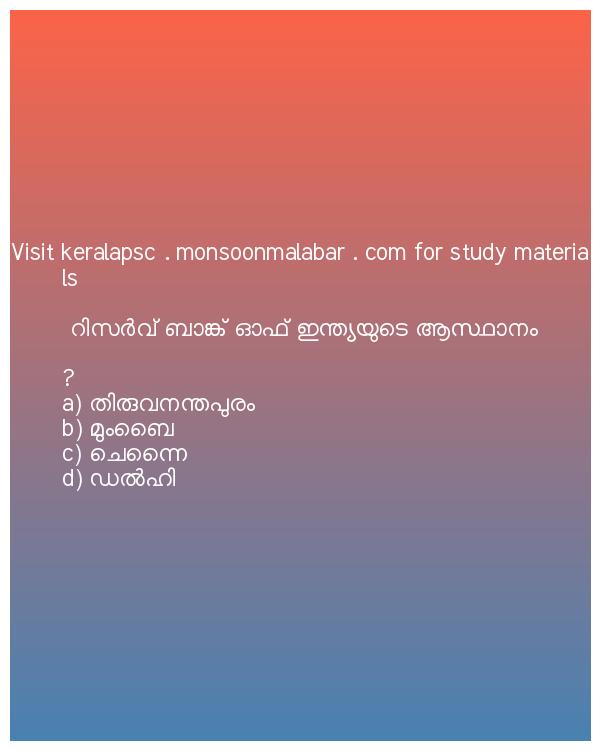 Visit keralapsc . monsoonmalabar . com for study materia
ls
റിസർവ് ബാങ്ക് ഓഫ് ഇന്ത്യയുടെ ആസ്ഥാനം
?
a) തിരുവനന്തപുരം
b) മുംബൈ
c) ചെന്നൈ
d) ഡൽഹി